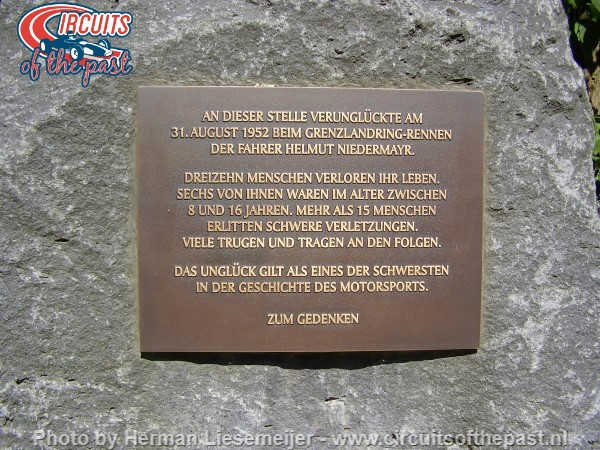 CIRCUITS
of the past
AN DIESER STELLE VERUNGLÜCKTE AM
31. AUGUST 1952 BEIM GRENZLANDRING-RENNEN
DER FAHRER HELMUT NIEDERMAYR.
DREIZEHN MENSCHEN VERLOREN IHR LEBEN.
SECHS VON IHNEN WAREN IM ALTER ZWISCHEN
8 UND 16 JAHREN. MEHR ALS 15 MENSCHEN
ERLITTEN SCHWERE VERLETZUNGEN.
VIELE TRUGEN UND TRAGEN AN DEN FOLGEN.
DAS UNGLÜCK GILT ALS EINES DER SCHWERSTEN
IN DER GESCHICHTE DES MOTORSPORTS.
ZUM GEDENKEN
Photo by Herman Liesemeijer - www.circuitsofthepast.nl